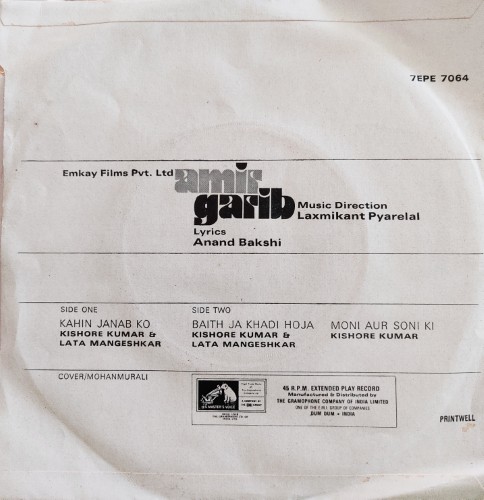 7EPE 7064
Emkay Films Pvt. Ltd
amir
garib
Music Direction
Laxmikant Pyarelal
Lyrics
Anand Bakshi
SIDE ONE
KAHIN JANAB KO
KISHORE KUMAR &
LATA MANGESHKAR
SIDE TWO
BAITH JA KHADI HOJA
KISHORE KUMAR &
LATA MANGESHKAR
MONI AUR SONI KI
KISHORE KUMAR
COVER/MOHANMURALI
"HIS MASTER'S VOICE"
45 R.P.M. EXTENDED PLAY RECORD
Manufactured & Distributed by
THE GRAMOPHONE COMPANY OF INDIA LIMITED
ONE OF THE E.M.I. GROUP OF COMPANIES
DUM DUM • INDIA
PRINTWELL